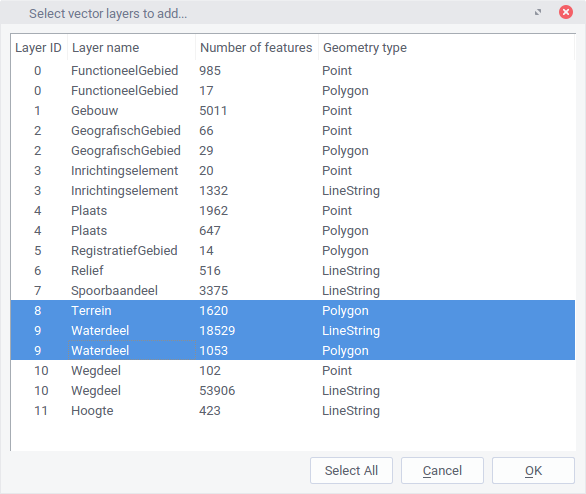 Select vector layers to add...
Layer ID Layer name Number of features Geometry type
0 FunctioneelGebied 985 Point
0 FunctioneelGebied 17 Polygon
1 Gebouw 5011 Point
2 GeografischGebied 66 Point
2 GeografischGebied 29 Polygon
3 Inrichtingselement 20 Point
3 Inrichtingselement 1332 LineString
4 Plaats 1962 Point
4 Plaats 647 Polygon
5 RegistratiefGebied 14 Polygon
6 Relief 516 LineString
7 Spoorbaandeel 3375 LineString
8 Terrein 1620 Polygon
9 Waterdeel 18529 LineString
9 Waterdeel 1053 Polygon
10 Wegdeel 102 Point
10 Wegdeel 53906 LineString
11 Hoogte 423 LineString
Select All Cancel OK